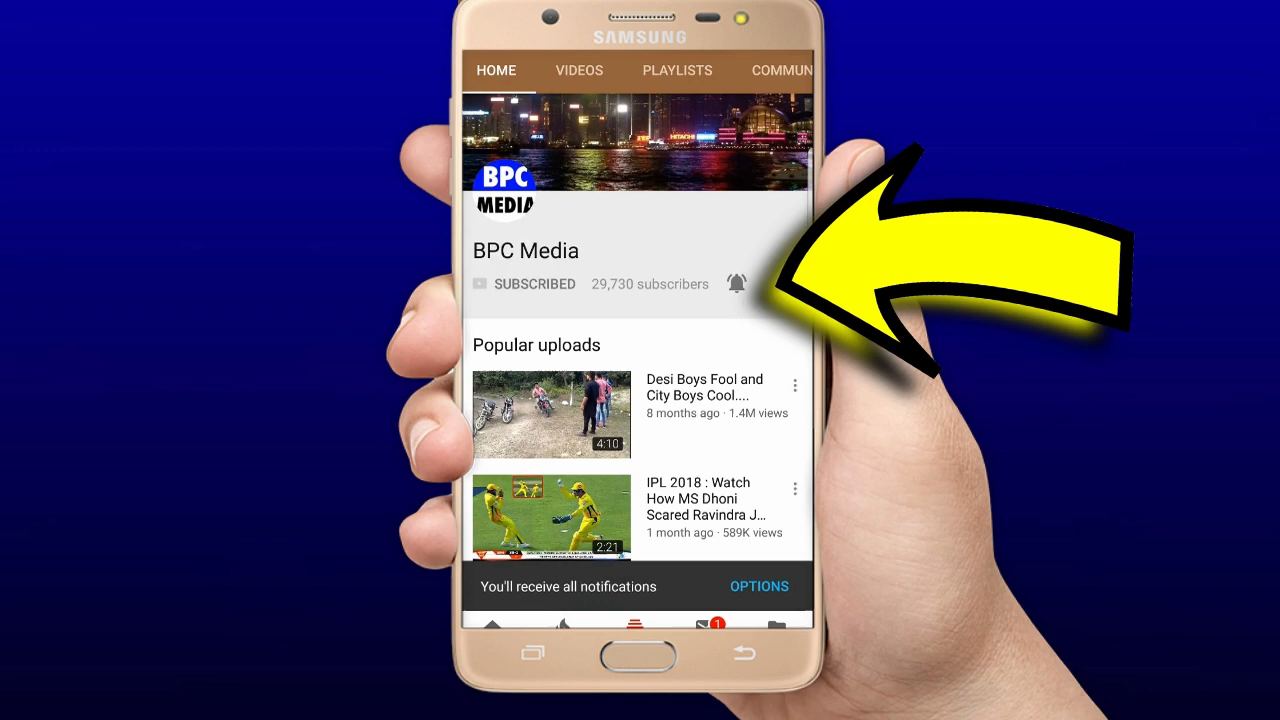 SAMSUNG
HOME VIDEOS PLAYLISTS COMMUN
HITACHI
BPC
MEDIA
BPC Media
SUBSCRIBED 29,730 subscribers
Popular uploads
Desi Boys Fool and
City Boys Cool....
8 months ago · 1.4M views
4:10
IPL 2018 : Watch
How MS Dhoni
Scared Ravindra J...
1 month ago · 589K views
2:21
You'll receive all notifications OPTIONS
1